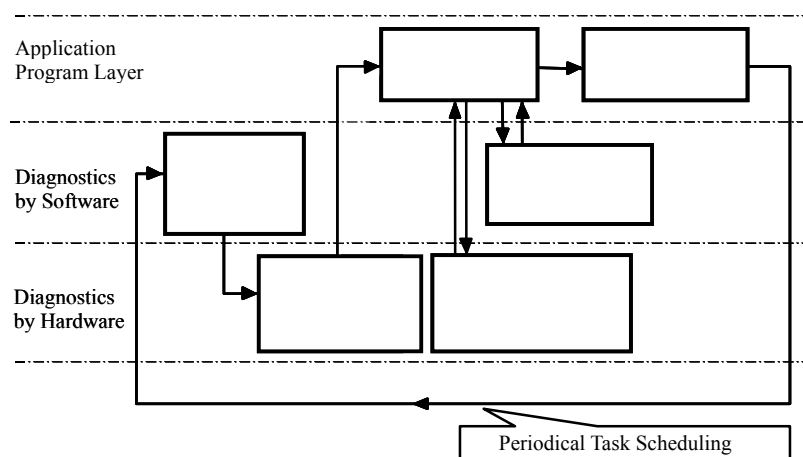 Application
Program Layer
Diagnostics
by Software
Diagnostics
by Hardware
Periodical Task Scheduling